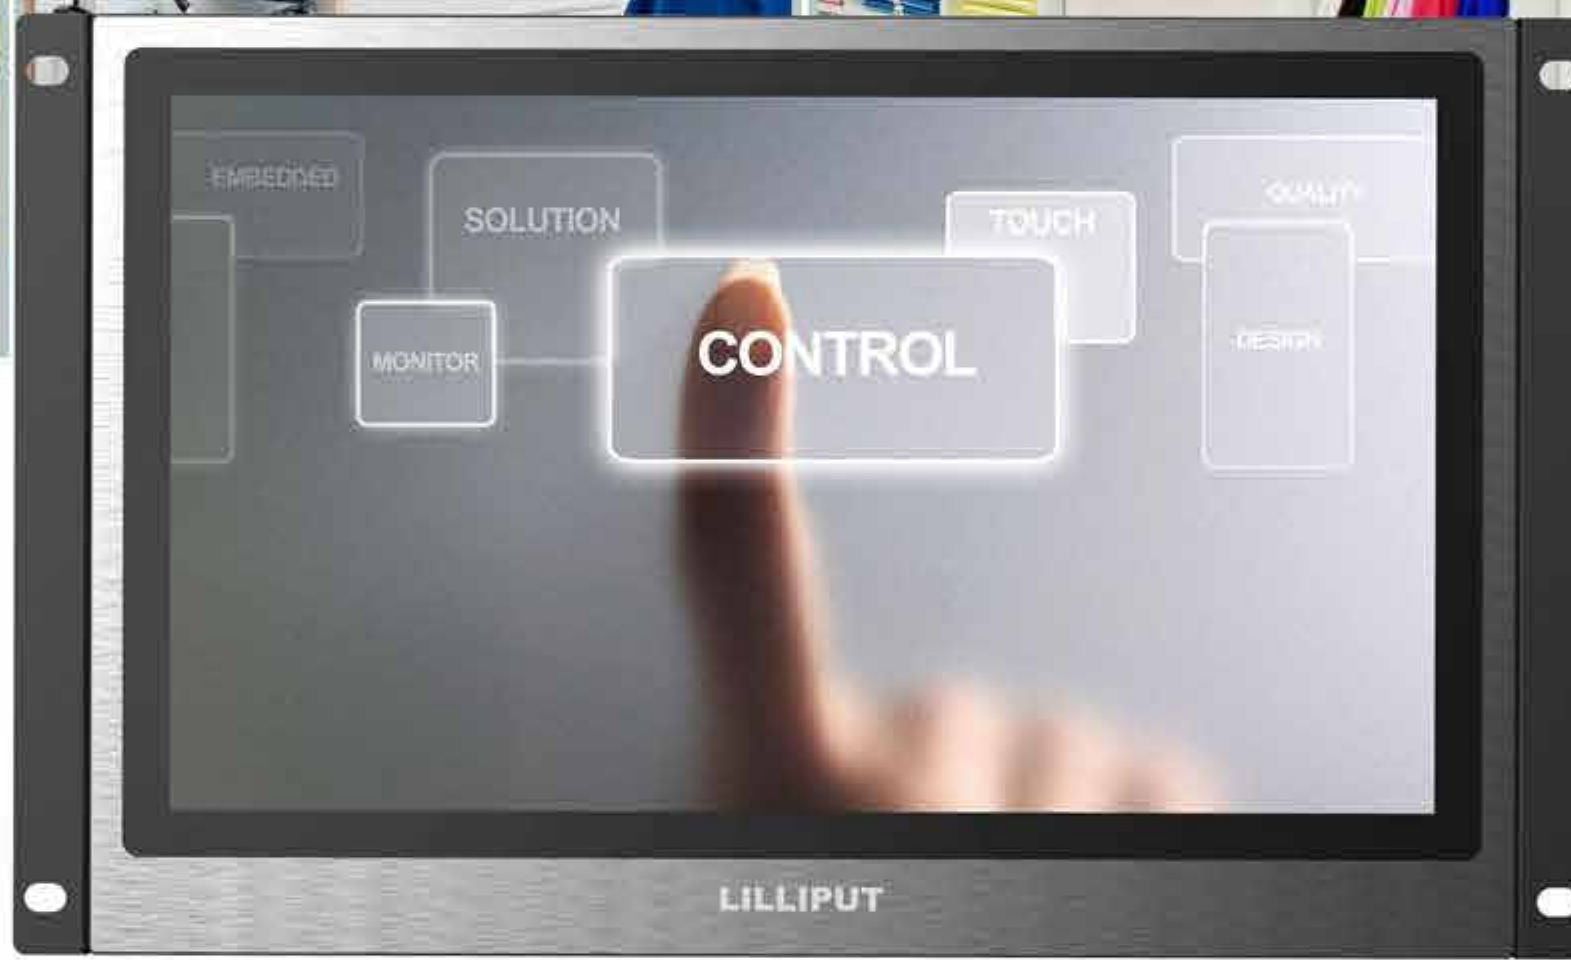 EMBEDDED
SOLUTION
TOUCH
QUALITY
MONITOR
CONTROL
DESIGN
LILLIPUT